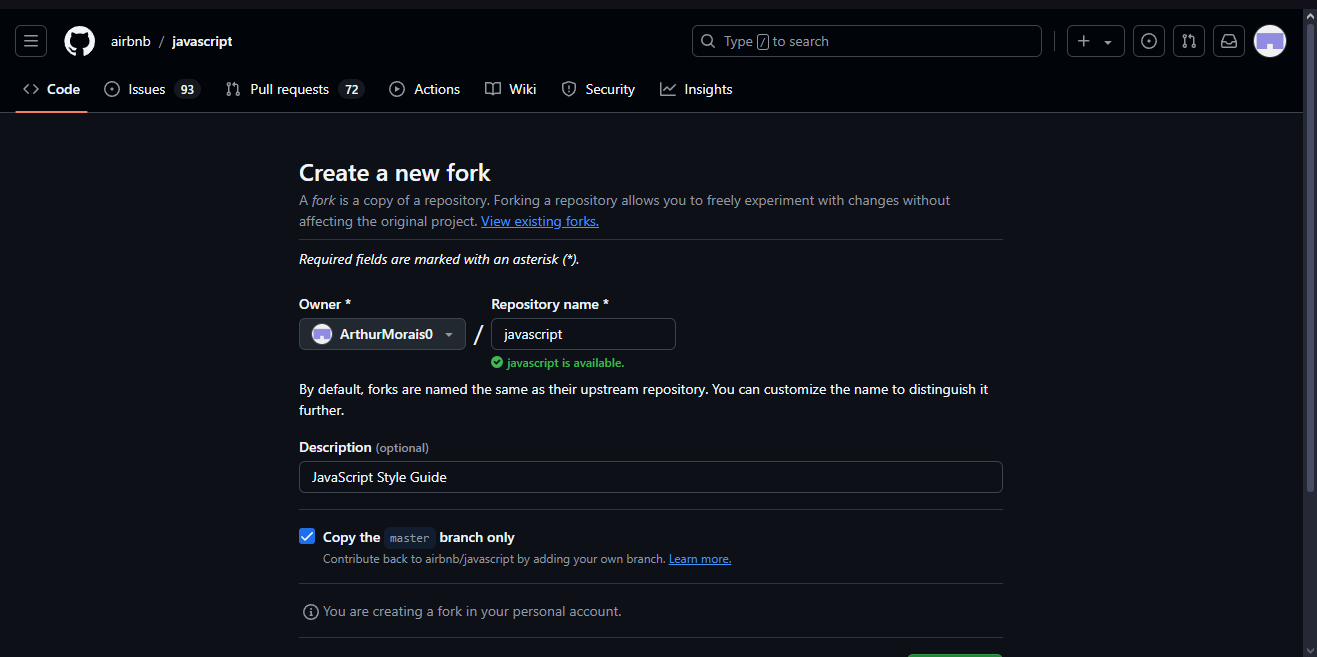 airbnb / javascript
Type / to search
Code
Issues 93
Pull requests 72
Actions
Wiki
Security
Insights
Create a new fork
A fork is a copy of a repository. Forking a repository allows you to freely experiment with changes without
affecting the original project. View existing forks.
Required fields are marked with an asterisk (*).
Owner *
Repository name *
ArthurMorais0
/
javascript
javascript is available.
By default, forks are named the same as their upstream repository. You can customize the name to distinguish it
further.
Description (optional)
JavaScript Style Guide
Copy the master branch only
Contribute back to airbnb/javascript by adding your own branch. Learn more.
You are creating a fork in your personal account.